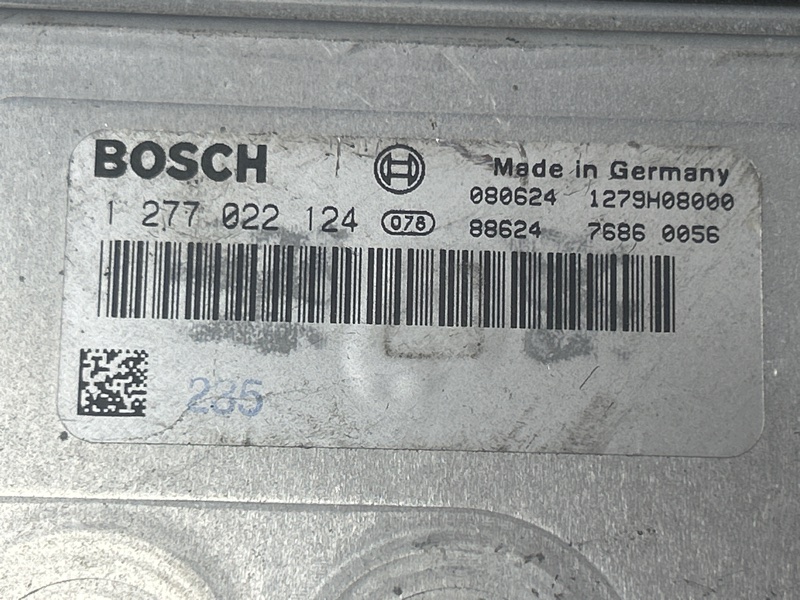 BOSCH
Made in Germany
080624 1279H08000
1 277 022 124 078
88624 7686 0056
235